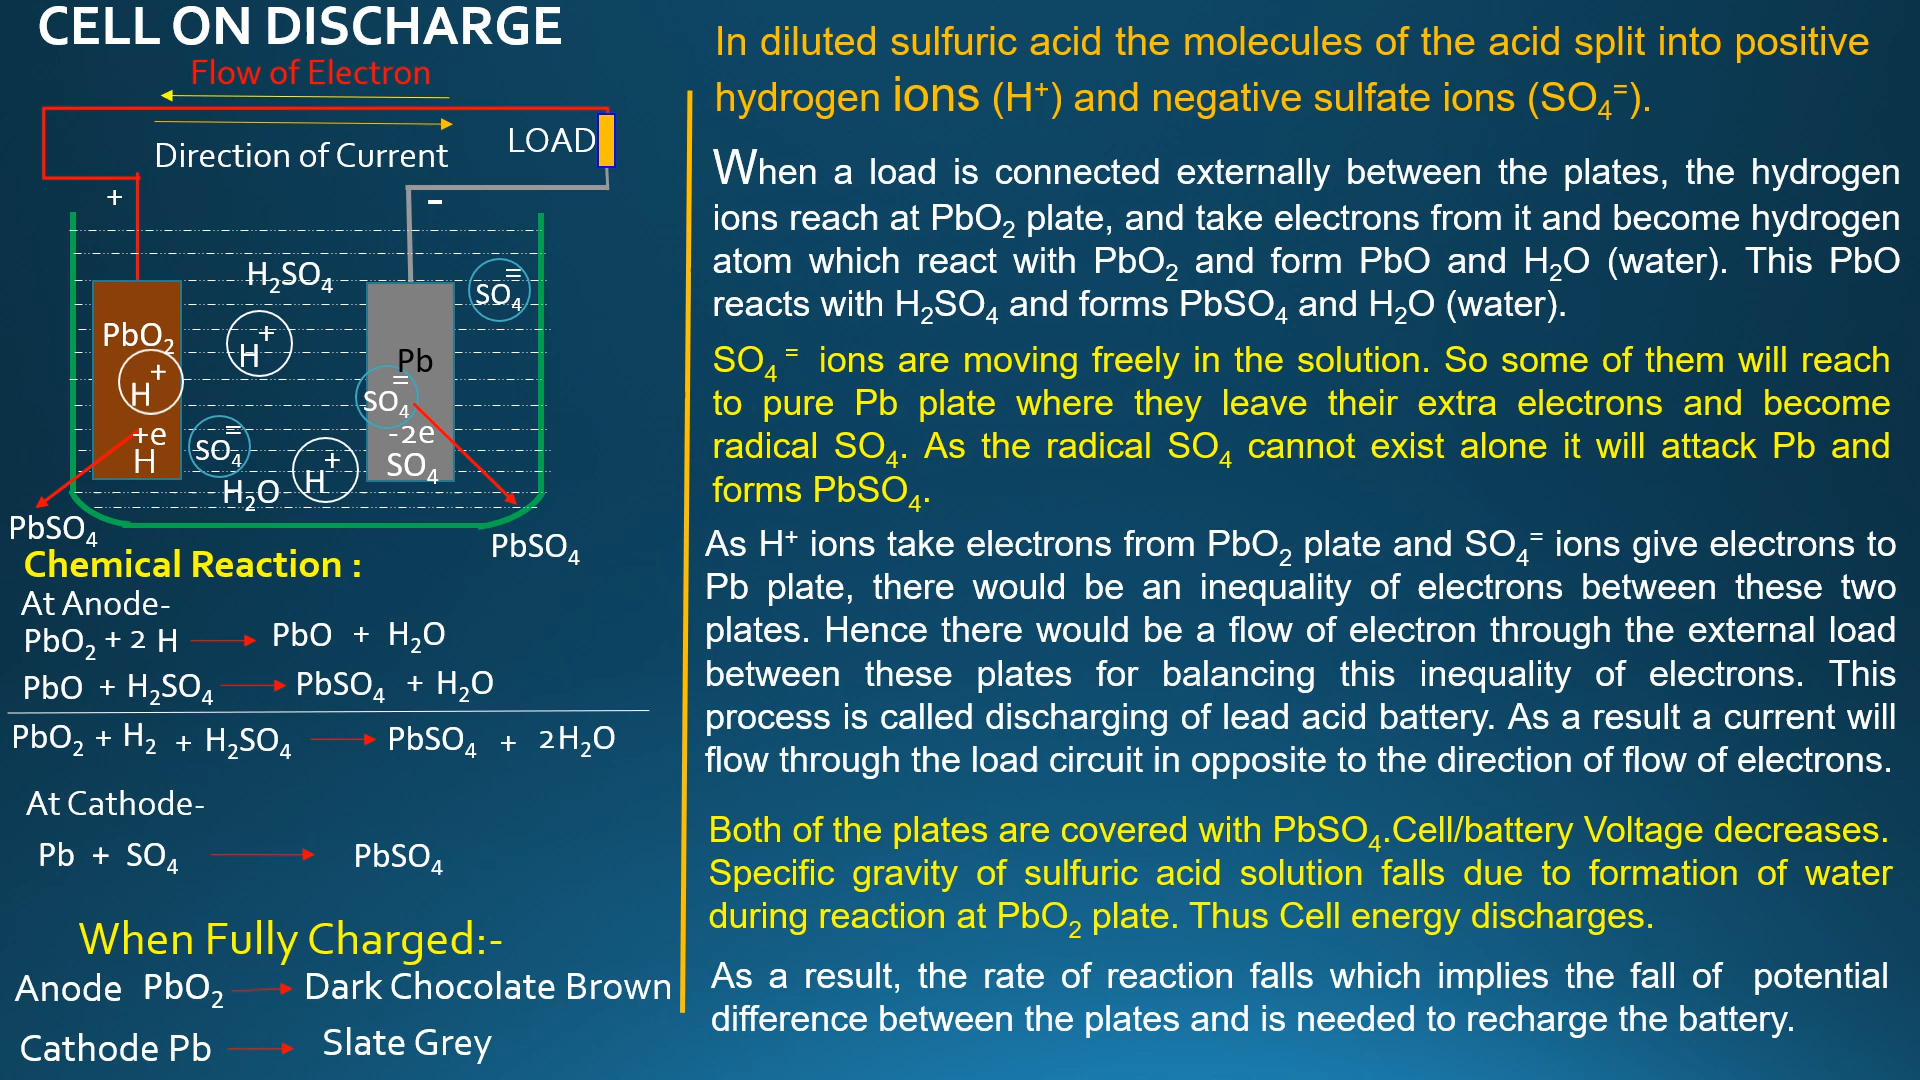 CELL ON DISCHARGE
Flow of Electron
Direction of Current
LOAD
+
-
H₂SO₄
SO₄⁼
PbO₂
H⁺
H⁺
Pb
SO₄⁼
+e
H
SO₄⁼
-2e
SO₄
H⁺
H₂O
PbSO₄
PbSO₄
Chemical Reaction :
At Anode-
PbO₂ + 2 H → PbO + H₂O
PbO + H₂SO₄ → PbSO₄ + H₂O
PbO₂ + H₂ + H₂SO₄ → PbSO₄ + 2H₂O
At Cathode-
Pb + SO₄ → PbSO₄
When Fully Charged:-
Anode PbO₂ → Dark Chocolate Brown
Cathode Pb → Slate Grey
In diluted sulfuric acid the molecules of the acid split into positive
hydrogen ions (H⁺) and negative sulfate ions (SO₄⁼).
When a load is connected externally between the plates, the hydrogen
ions reach at PbO₂ plate, and take electrons from it and become hydrogen
atom which react with PbO₂ and form PbO and H₂O (water). This PbO
reacts with H₂SO₄ and forms PbSO₄ and H₂O (water).
SO₄⁼ ions are moving freely in the solution. So some of them will reach
to pure Pb plate where they leave their extra electrons and become
radical SO₄. As the radical SO₄ cannot exist alone it will attack Pb and
forms PbSO₄.
As H⁺ ions take electrons from PbO₂ plate and SO₄⁼ ions give electrons to
Pb plate, there would be an inequality of electrons between these two
plates. Hence there would be a flow of electron through the external load
between these plates for balancing this inequality of electrons. This
process is called discharging of lead acid battery. As a result a current will
flow through the load circuit in opposite to the direction of flow of electrons.
Both of the plates are covered with PbSO₄.Cell/battery Voltage decreases.
Specific gravity of sulfuric acid solution falls due to formation of water
during reaction at PbO₂ plate. Thus Cell energy discharges.
As a result, the rate of reaction falls which implies the fall of potential
difference between the plates and is needed to recharge the battery.